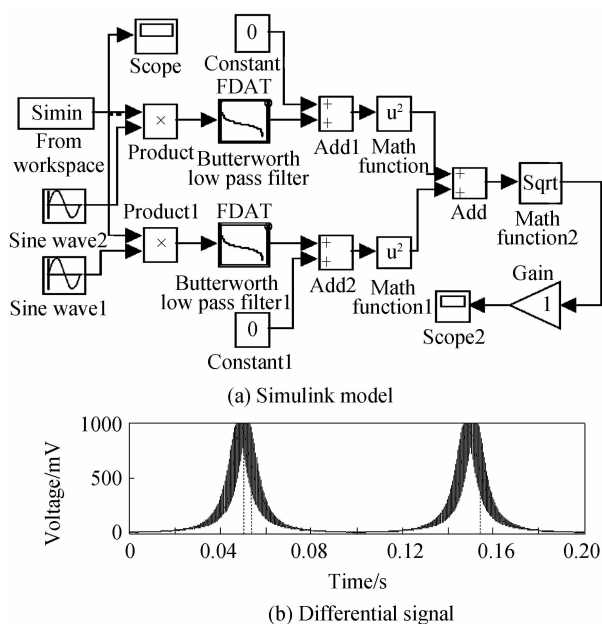 0
Scope
Constant
FDAT
Simin
From
workspace
×
Product
Butterworth
low pass filter
+
+
Add1
u²
Math
function
+
+
Add
Sqrt
Math
function2
Sine wave2
Product1
×
FDAT
Butterworth
low pass filter1
+
+
Add2
u²
Math
function1
Sine wave1
0
Constant1
Gain
1
Scope2
(a) Simulink model
Voltage/mV
1000
500
0
0 0.04 0.08 0.12 0.16 0.20
Time/s
(b) Differential signal